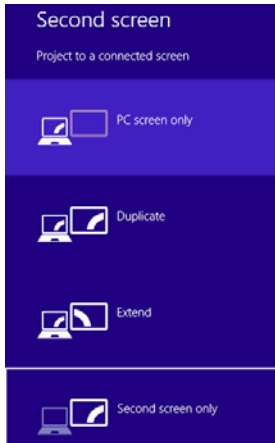 Second screen
Project to a connected screen
PC screen only
Duplicate
Extend
Second screen only